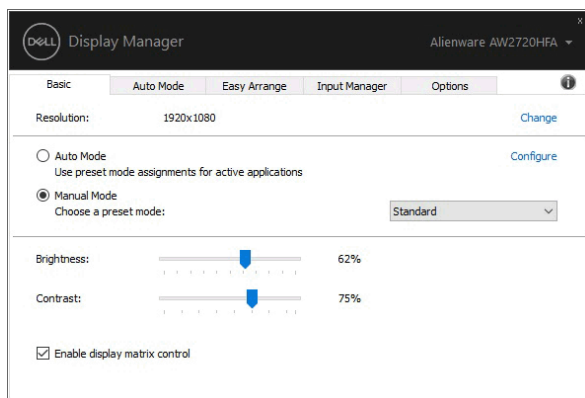 x
DELL Display Manager Alienware AW2720HFA
Basic Auto Mode Easy Arrange Input Manager Options i
Resolution: 1920x1080 Change
Auto Mode Configure
Use preset mode assignments for active applications
Manual Mode
Choose a preset mode: Standard
Brightness: 62%
Contrast: 75%
Enable display matrix control